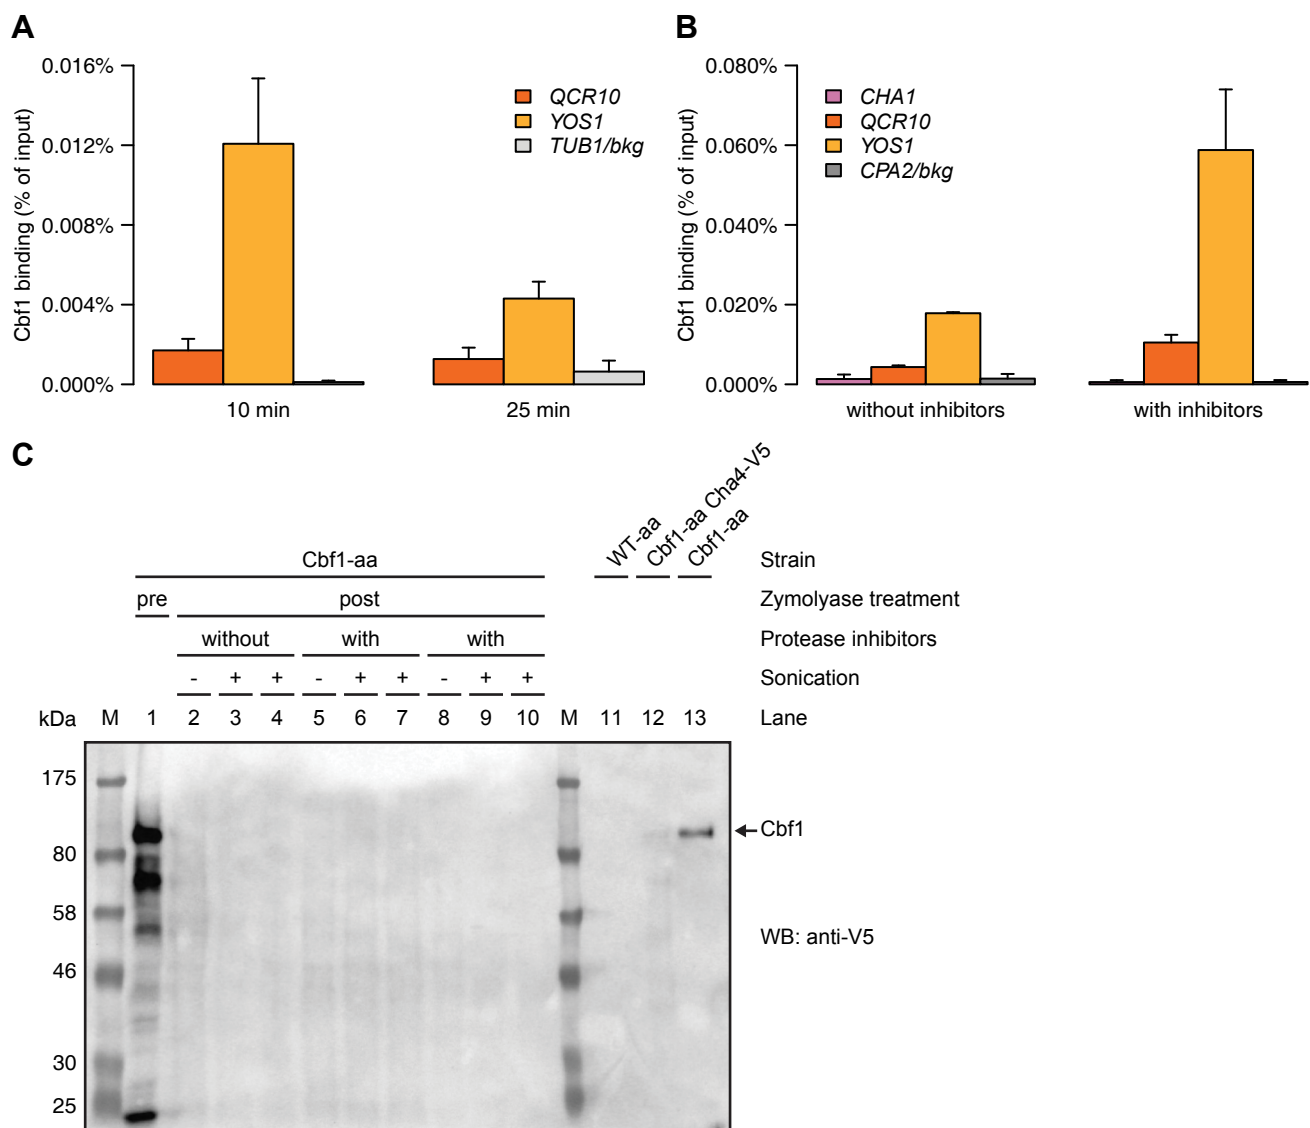 A
Cbf1 binding (% of input)
0.016%
0.012%
0.008%
0.004%
0.000%
QCR10
YOS1
TUB1/bkg
10 min
25 min
B
Cbf1 binding (% of input)
0.080%
0.060%
0.040%
0.020%
0.000%
CHA1
QCR10
YOS1
CPA2/bkg
without inhibitors
with inhibitors
C
Cbf1-aa
WT-aa
Cbf1-aa Cha4-V5
Cbf1-aa
Strain
pre
post
Zymolyase treatment
without
with
with
Protease inhibitors
- + + - + + - + +
Sonication
kDa M 1 2 3 4 5 6 7 8 9 10 M 11 12 13 Lane
175
80
58
46
30
25
Cbf1
WB: anti-V5